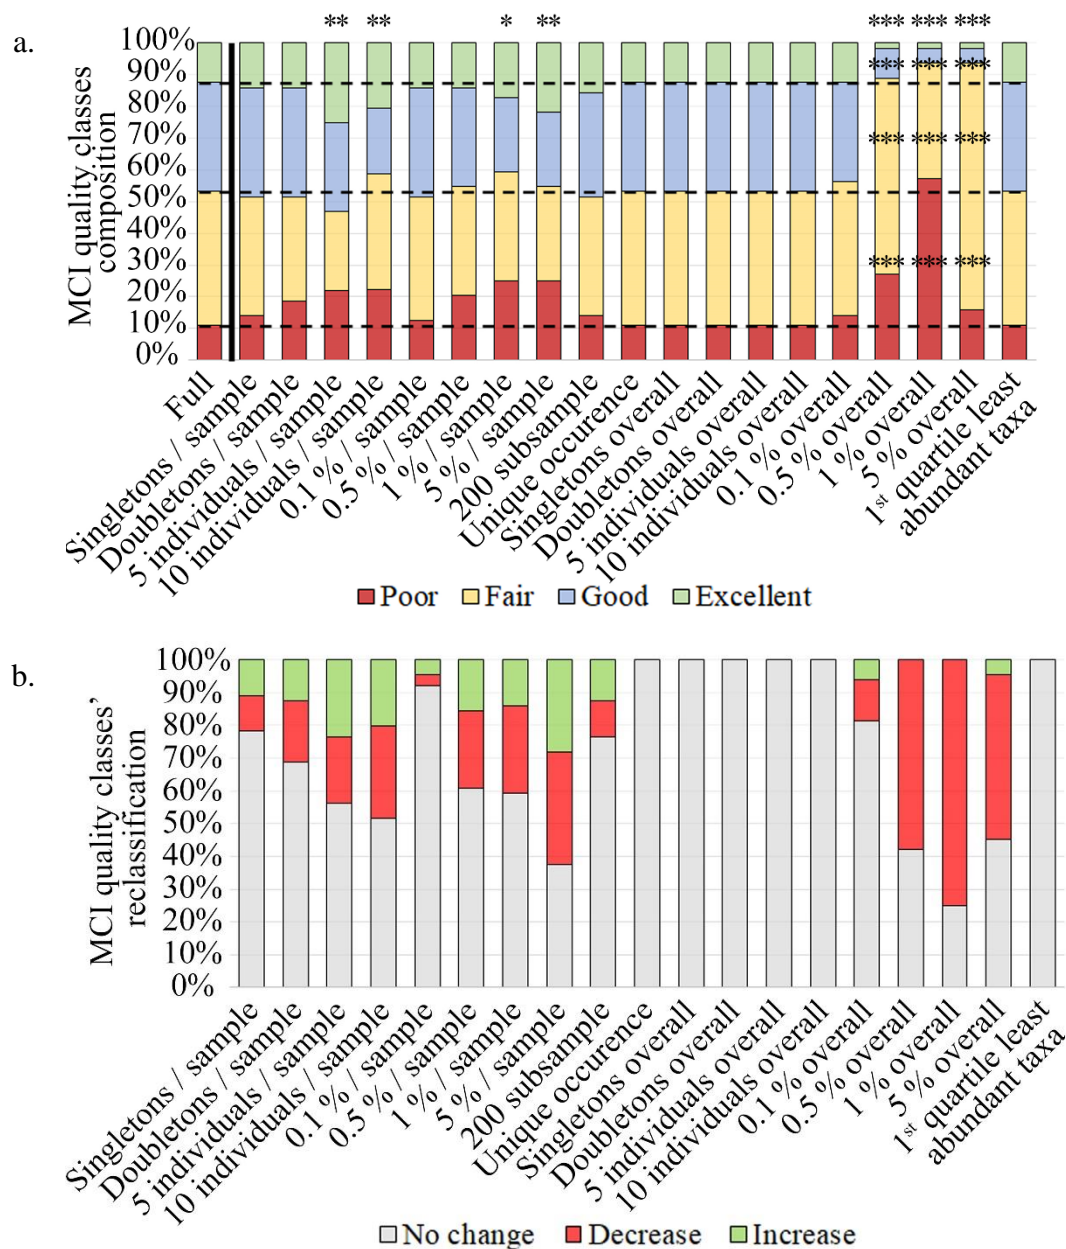 a.
** ** * ** *** *** ***
*** *** ***
*** *** ***
*** *** ***
MCI quality classes
composition
100%
90%
80%
70%
60%
50%
40%
30%
20%
10%
0%
Full
Singletons / sample
Doubletons / sample
5 individuals / sample
10 individuals / sample
0.1 % / sample
0.5 % / sample
1 % / sample
5 % / sample
200 subsample
Unique occurence
Singletons overall
Doubletons overall
5 individuals overall
10 individuals overall
0.1 % overall
0.5 % overall
1 % overall
5 % overall
1st quartile least
abundant taxa
Poor Fair Good Excellent
b.
MCI quality classes’
reclassification
100%
90%
80%
70%
60%
50%
40%
30%
20%
10%
0%
Singletons / sample
Doubletons / sample
5 individuals / sample
10 individuals / sample
0.1 % / sample
0.5 % / sample
1 % / sample
5 % / sample
200 subsample
Unique occurence
Singletons overall
Doubletons overall
5 individuals overall
10 individuals overall
0.1 % overall
0.5 % overall
1 % overall
5 % overall
1st quartile least
abundant taxa
No change Decrease Increase